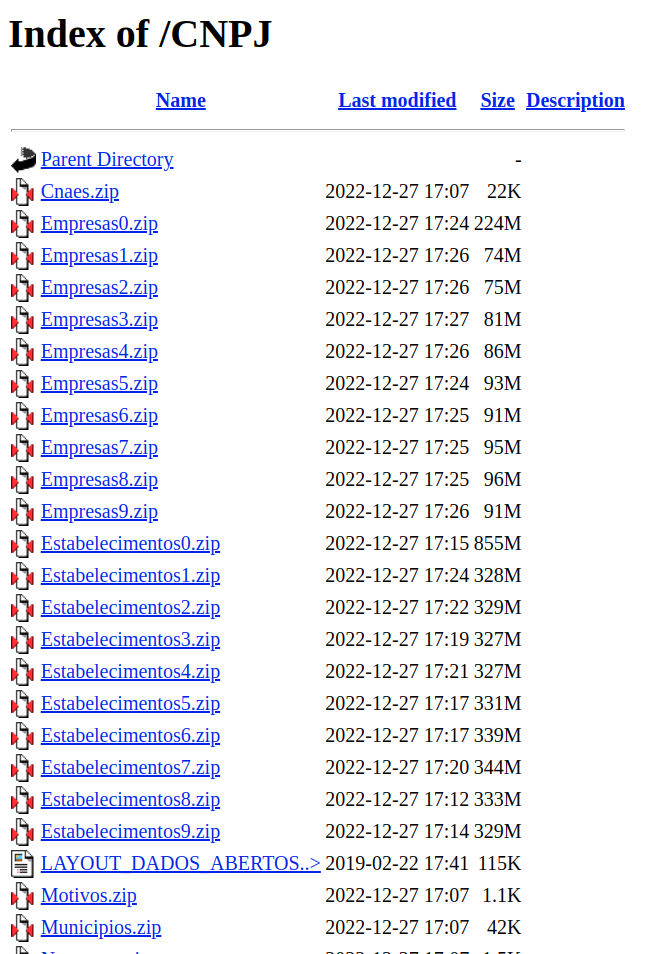 Index of /CNPJ
Name Last modified Size Description
Parent Directory -
Cnaes.zip 2022-12-27 17:07 22K
Empresas0.zip 2022-12-27 17:24 224M
Empresas1.zip 2022-12-27 17:26 74M
Empresas2.zip 2022-12-27 17:26 75M
Empresas3.zip 2022-12-27 17:27 81M
Empresas4.zip 2022-12-27 17:26 86M
Empresas5.zip 2022-12-27 17:24 93M
Empresas6.zip 2022-12-27 17:25 91M
Empresas7.zip 2022-12-27 17:25 95M
Empresas8.zip 2022-12-27 17:25 96M
Empresas9.zip 2022-12-27 17:26 91M
Estabelecimentos0.zip 2022-12-27 17:15 855M
Estabelecimentos1.zip 2022-12-27 17:24 328M
Estabelecimentos2.zip 2022-12-27 17:22 329M
Estabelecimentos3.zip 2022-12-27 17:19 327M
Estabelecimentos4.zip 2022-12-27 17:21 327M
Estabelecimentos5.zip 2022-12-27 17:17 331M
Estabelecimentos6.zip 2022-12-27 17:17 339M
Estabelecimentos7.zip 2022-12-27 17:20 344M
Estabelecimentos8.zip 2022-12-27 17:12 333M
Estabelecimentos9.zip 2022-12-27 17:14 329M
LAYOUT_DADOS_ABERTOS..> 2019-02-22 17:41 115K
Motivos.zip 2022-12-27 17:07 1.1K
Municipios.zip 2022-12-27 17:07 42K